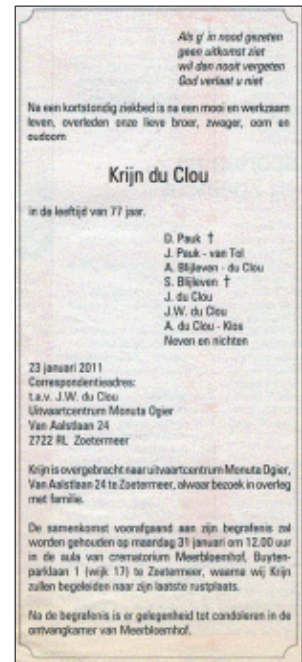 Als g' in nood gezeten
geen uitkomst ziet
wil dan nooit vergeten
God verlaat u niet
Na een kortstondig ziekbed is na een mooi en werkzaam
leven, overleden onze lieve broer, zwager, oom en
oudoom
Krijn du Clou
in de leeftijd van 77 jaar.
D. Pauk †
J. Pauk - van Tol
A. Blijleven - du Clou
S. Blijleven †
J. du Clou
J.W. du Clou
A. du Clou - Klos
Neven en nichten
23 januari 2011
Correspondentieadres:
t.a.v. J.W. du Clou
Uitvaartcentrum Monuta Ogier
Van Aalstlaan 24
2722 RL Zoetermeer
Krijn is overgebracht naar uitvaartcentrum Monuta Ogier,
Van Aalstlaan 24 te Zoetermeer, alwaar bezoek in overleg
met familie.
De samenkomst voorafgaand aan zijn begrafenis zal
worden gehouden op maandag 31 januari om 12.00 uur
in de aula van crematorium Meerbloemhof, Buyten-
parklaan 1 (wijk 17) te Zoetermeer, waarna wij Krijn
zullen begeleiden naar zijn laatste rustplaats.
Na de begrafenis is er gelegenheid tot condoleren in de
ontvangkamer van Meerbloemhof.